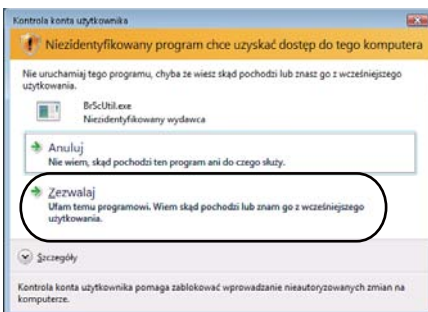 Kontrola konta użytkownika
Niezidentyfikowany program chce uzyskać dostęp do tego komputera
Nie uruchamiaj tego programu, chyba że wiesz skąd pochodzi lub znasz go z wcześniejszego
użytkowania.
BrScUtil.exe
Niezidentyfikowany wydawca
Anuluj
Nie wiem, skąd pochodzi ten program ani do czego służy.
Zezwalaj
Ufam temu programowi. Wiem skąd pochodzi lub znam go z wcześniejszego
użytkowania.
Szczegóły
Kontrola konta użytkownika pomaga zablokować wprowadzanie nieautoryzowanych zmian na
komputerze.